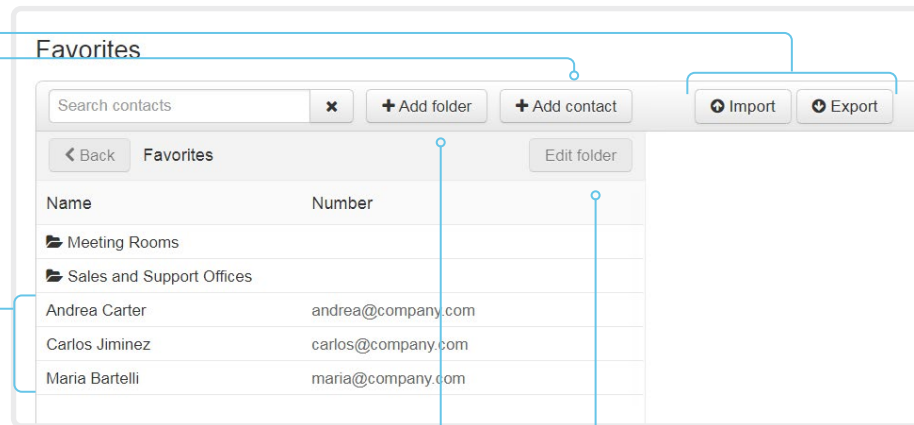 Favorites
Search contacts
Add folder
Add contact
Import
Export
Back
Favorites
Edit folder
Name Number
Meeting Rooms
Sales and Support Offices
Andrea Carter andrea@company.com
Carlos Jiminez carlos@company.com
Maria Bartelli maria@company.com